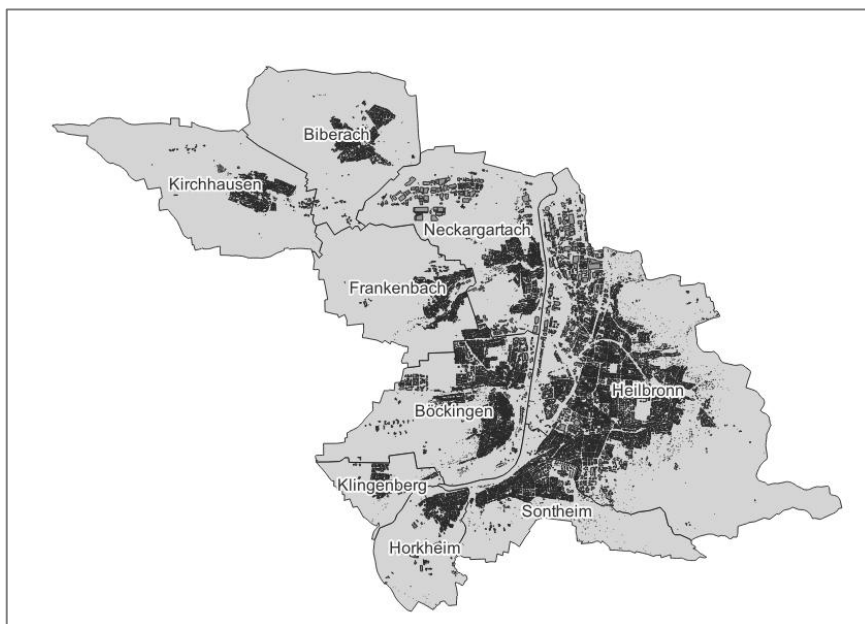 Biberach
Kirchhausen
Neckargartach
Frankenbach
Heilbronn
Böckingen
Klingenberg
Sontheim
Horkheim